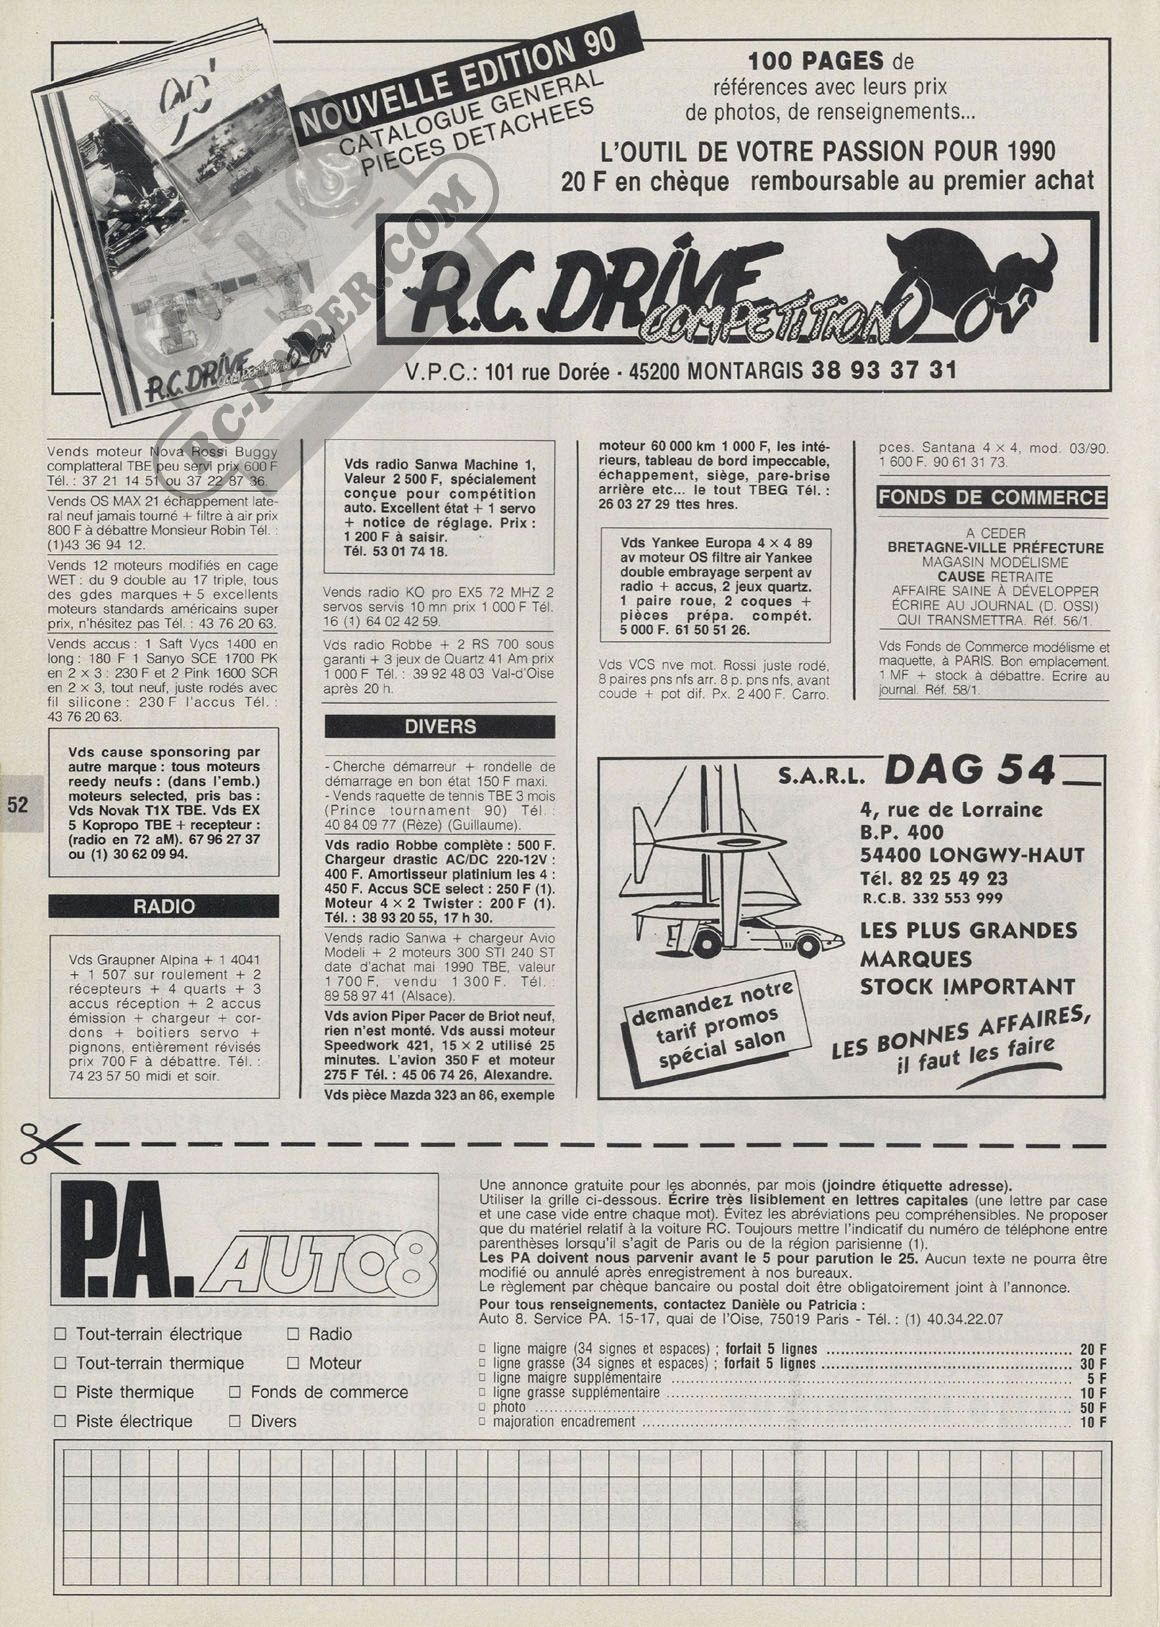 90'
NOUVELLE EDITION 90
CATALOGUE GENERAL
PIECES DETACHEES
100 PAGES de
références avec leurs prix
de photos, de renseignements...
L'OUTIL DE VOTRE PASSION POUR 1990
20 F en chèque remboursable au premier achat
R.C. DRIVE
COMPETITION
V.P.C.: 101 rue Dorée - 45200 MONTARGIS 38 93 37 31
R.C. DRIVE
COMPETITION
RC-PAPER.COM
Vends moteur Nova Rossi Buggy
complatteral TBE peu servi prix 600 F
Tél. : 37 21 14 51 ou 37 22 87 36.
Vends OS MAX 21 échappement late-
ral neuf jamais tourné + filtre à air prix
800 F à débattre Monsieur Robin Tél. :
(1)43 36 94 12.
Vends 12 moteurs modifiés en cage
WET : du 9 double au 17 triple, tous
des gdes marques + 5 excellents
moteurs standards américains super
prix, n'hésitez pas Tél. : 43 76 20 63.
Vends accus : 1 Saft Vycs 1400 en
long : 180 F 1 Sanyo SCE 1700 PK
en 2 × 3 : 230 F et 2 Pink 1600 SCR
en 2 × 3, tout neuf, juste rodés avec
fil silicone : 230 F l'accus Tél. :
43 76 20 63.
Vds cause sponsoring par
autre marque : tous moteurs
reedy neufs : (dans l'emb.)
moteurs selected, pris bas :
Vds Novak T1X TBE. Vds EX
5 Kopropo TBE + recepteur :
(radio en 72 aM). 67 96 27 37
ou (1) 30 62 09 94.
52
RADIO
Vds Graupner Alpina + 1 4041
+ 1 507 sur roulement + 2
récepteurs + 4 quarts + 3
accus réception + 2 accus
émission + chargeur + cor-
dons + boitiers servo +
pignons, entièrement révisés
prix 700 F à débattre. Tél. :
74 23 57 50 midi et soir.
Vds radio Sanwa Machine 1,
Valeur 2 500 F, spécialement
conçue pour compétition
auto. Excellent état + 1 servo
+ notice de réglage. Prix :
1 200 F à saisir.
Tél. 53 01 74 18.
Vends radio KO pro EX5 72 MHZ 2
servos servis 10 mn prix 1 000 F Tél.
16 (1) 64 02 42 59.
Vds radio Robbe + 2 RS 700 sous
garanti + 3 jeux de Quartz 41 Am prix
1 000 F Tél. : 39 92 48 03 Val-d'Oise
après 20 h.
DIVERS
- Cherche démarreur + rondelle de
démarrage en bon état 150 F maxi.
- Vends raquette de tennis TBE 3 mois
(Prince tournament 90) Tél. :
40 84 09 77 (Rèze) (Guillaume).
Vds radio Robbe complète : 500 F.
Chargeur drastic AC/DC 220-12V :
400 F. Amortisseur platinium les 4 :
450 F. Accus SCE select : 250 F (1).
Moteur 4 × 2 Twister : 200 F (1).
Tél. : 38 93 20 55, 17 h 30.
Vends radio Sanwa + chargeur Avio
Modeli + 2 moteurs 300 STI 240 ST
date d'achat mai 1990 TBE, valeur
1 700 F, vendu 1 300 F. Tél. :
89 58 97 41 (Alsace).
Vds avion Piper Pacer de Briot neuf,
rien n'est monté. Vds aussi moteur
Speedwork 421, 15 × 2 utilisé 25
minutes. L'avion 350 F et moteur
275 F Tél. : 45 06 74 26, Alexandre.
Vds pièce Mazda 323 an 86, exemple
moteur 60 000 km 1 000 F, les inté-
rieurs, tableau de bord impeccable,
échappement, siège, pare-brise
arrière etc... le tout TBEG Tél. :
26 03 27 29 ttes hres.
Vds Yankee Europa 4 × 4 89
av moteur OS filtre air Yankee
double embrayage serpent av
radio + accus, 2 jeux quartz.
1 paire roue, 2 coques +
pièces prépa. compét.
5 000 F. 61 50 51 26.
Vds VCS nve mot. Rossi juste rodé,
8 paires pns nfs arr. 8 p. pns nfs, avant
coude + pot dif. Px. 2 400 F. Carro.
pces. Santana 4 × 4, mod. 03/90.
1 600 F. 90 61 31 73.
FONDS DE COMMERCE
A CEDER
BRETAGNE-VILLE PRÉFECTURE
MAGASIN MODÉLISME
CAUSE RETRAITE
AFFAIRE SAINE À DÉVELOPPER
ÉCRIRE AU JOURNAL (D. OSSI)
QUI TRANSMETTRA. Réf. 56/1.
Vds Fonds de Commerce modélisme et
maquette, à PARIS. Bon emplacement.
1 MF + stock à débattre. Ecrire au
journal. Réf. 58/1.
S.A.R.L. DAG 54
4, rue de Lorraine
B.P. 400
54400 LONGWY-HAUT
Tél. 82 25 49 23
R.C.B. 332 553 999
LES PLUS GRANDES
MARQUES
STOCK IMPORTANT
LES BONNES AFFAIRES,
il faut les faire
demandez notre
tarif promos
spécial salon
P.A. AUTO8
Une annonce gratuite pour les abonnés, par mois (joindre étiquette adresse).
Utiliser la grille ci-dessous. Écrire très lisiblement en lettres capitales (une lettre par case
et une case vide entre chaque mot). Évitez les abréviations peu compréhensibles. Ne proposer
que du matériel relatif à la voiture RC. Toujours mettre l'indicatif du numéro de téléphone entre
parenthèses lorsqu'il s'agit de Paris ou de la région parisienne (1).
Les PA doivent nous parvenir avant le 5 pour parution le 25. Aucun texte ne pourra être
modifié ou annulé après enregistrement à nos bureaux.
Le règlement par chèque bancaire ou postal doit être obligatoirement joint à l'annonce.
Pour tous renseignements, contactez Danièle ou Patricia :
Auto 8. Service PA. 15-17, quai de l'Oise, 75019 Paris - Tél. : (1) 40.34.22.07
□ Tout-terrain électrique □ Radio
□ Tout-terrain thermique □ Moteur
□ Piste thermique □ Fonds de commerce
□ Piste électrique □ Divers
□ ligne maigre (34 signes et espaces) ; forfait 5 lignes ........ 20 F
□ ligne grasse (34 signes et espaces) ; forfait 5 lignes ........ 30 F
□ ligne maigre supplémentaire ........ 5 F
□ ligne grasse supplémentaire ........ 10 F
□ photo ........ 50 F
□ majoration encadrement ........ 10 F